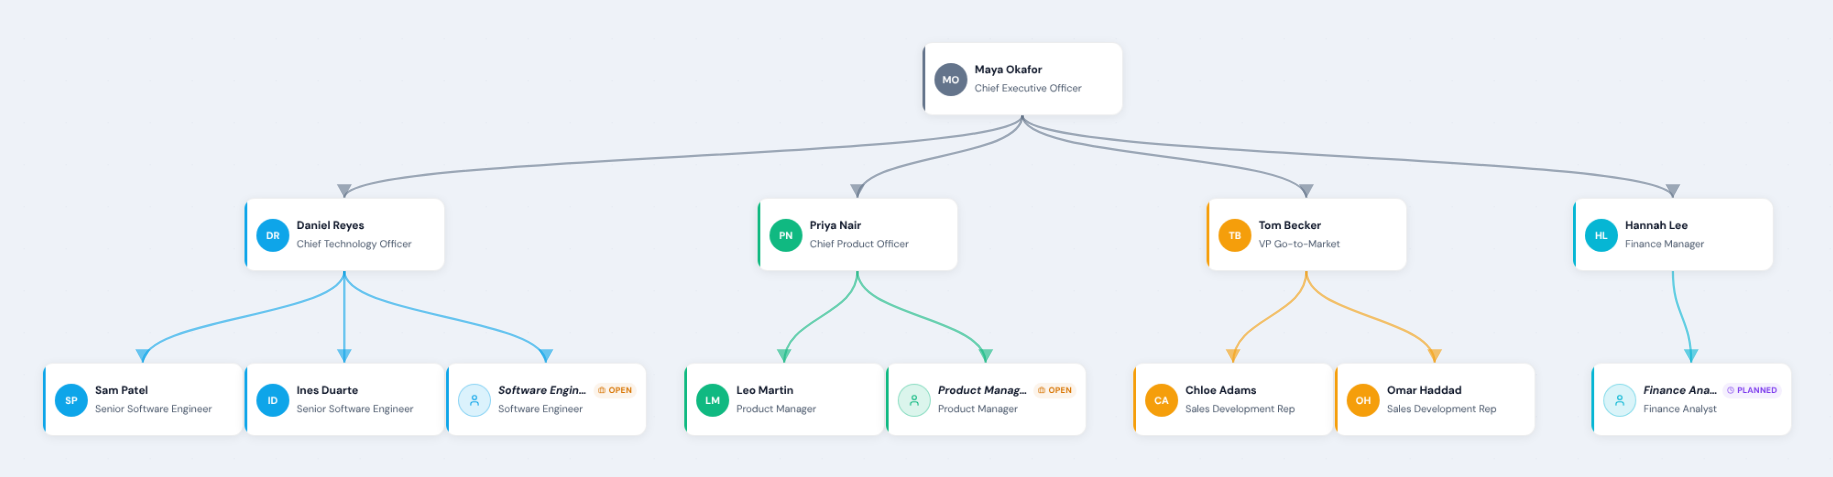 MO
Maya Okafor
Chief Executive Officer
DR
Daniel Reyes
Chief Technology Officer
PN
Priya Nair
Chief Product Officer
TB
Tom Becker
VP Go-to-Market
HL
Hannah Lee
Finance Manager
SP
Sam Patel
Senior Software Engineer
ID
Ines Duarte
Senior Software Engineer
Software Engin... OPEN
Software Engineer
LM
Leo Martin
Product Manager
Product Manag... OPEN
Product Manager
CA
Chloe Adams
Sales Development Rep
OH
Omar Haddad
Sales Development Rep
Finance Ana... PLANNED
Finance Analyst